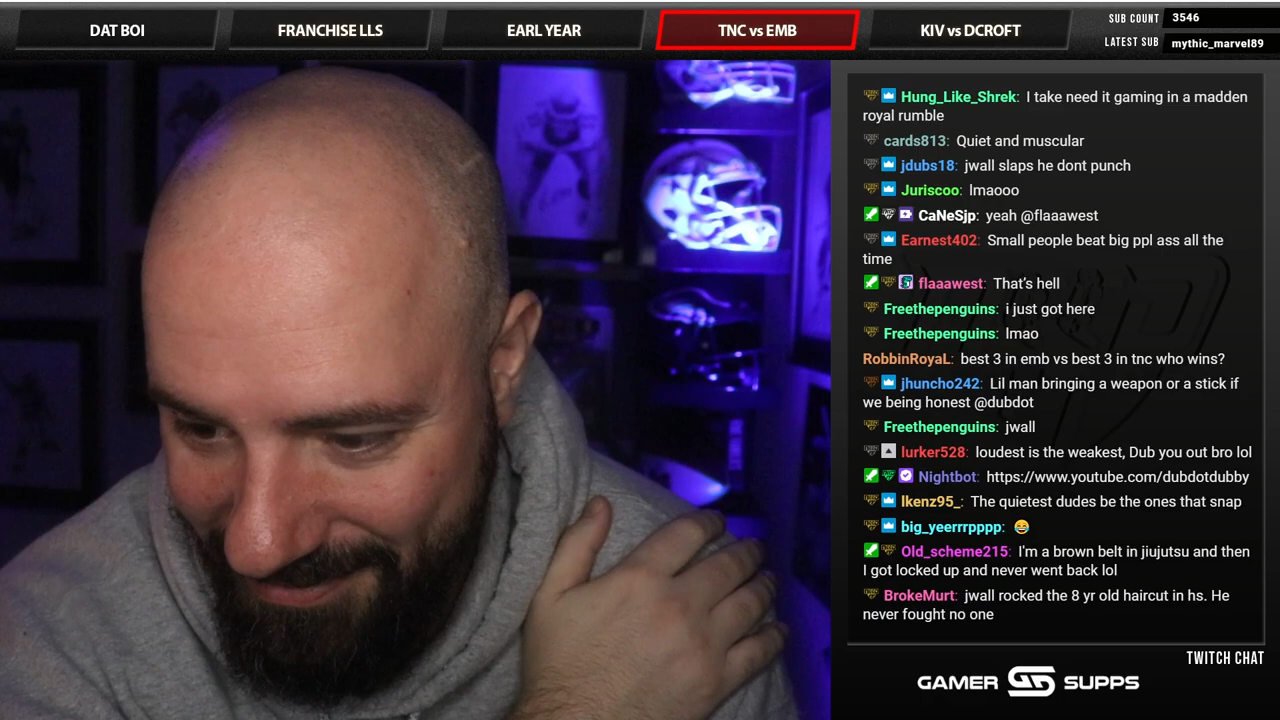 DAT BOI
FRANCHISE LLS
EARL YEAR
TNC vs EMB
KIV vs DCROFT
SUB COUNT 3546
LATEST SUB mythic_marvel89
Hung_Like_Shrek: I take need it gaming in a madden
royal rumble
cards813: Quiet and muscular
jdubs18: jwall slaps he dont punch
Juriscoo: lmaooo
CaNeSjp: yeah @flaaawest
Earnest402: Small people beat big ppl ass all the
time
flaaawest: That's hell
Freethepenguins: i just got here
Freethepenguins: lmao
RobbinRoyaL: best 3 in emb vs best 3 in tnc who wins?
jhuncho242: Lil man bringing a weapon or a stick if
we being honest @dubdot
Freethepenguins: jwall
lurker528: loudest is the weakest, Dub you out bro lol
Nightbot: https://www.youtube.com/dubdotdubby
lkenz95_: The quietest dudes be the ones that snap
big_yeerrrpppp: 😂
Old_scheme215: I'm a brown belt in jiujutsu and then
I got locked up and never went back lol
BrokeMurt: jwall rocked the 8 yr old haircut in hs. He
never fought no one
TWITCH CHAT
GAMER GS SUPPS